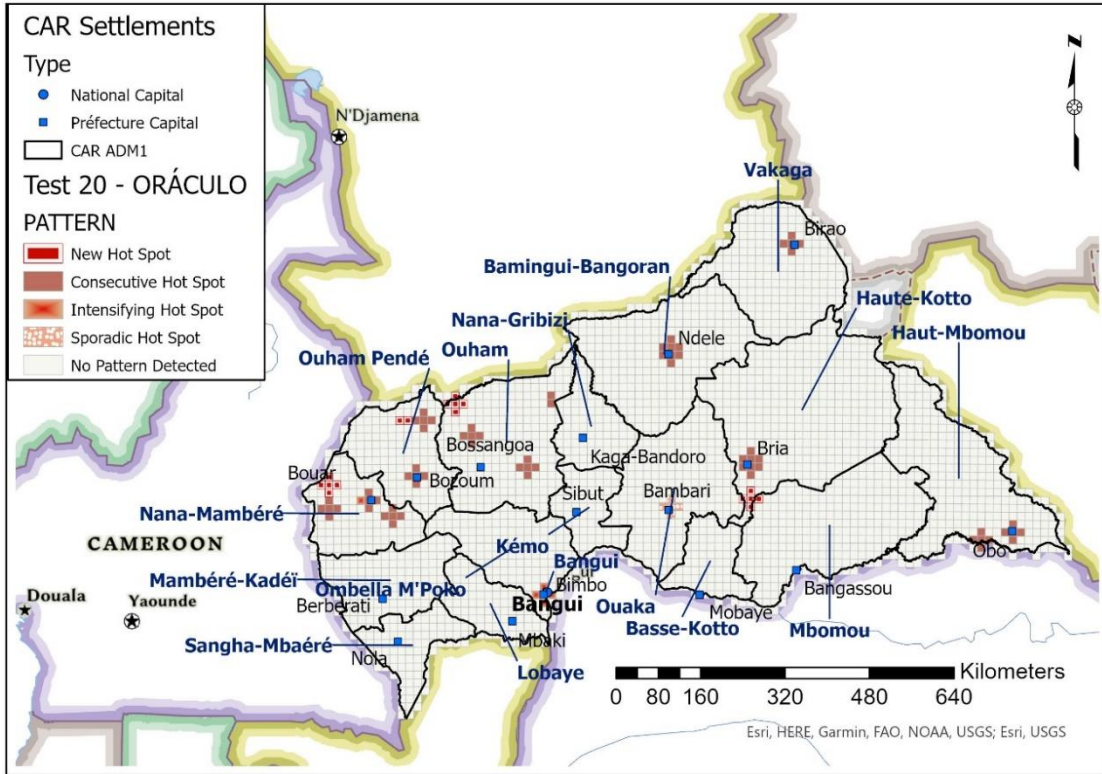 CAR Settlements
Type
National Capital
Préfecture Capital
CAR ADM1
Test 20 - ORÁCULO
PATTERN
New Hot Spot
Consecutive Hot Spot
Intensifying Hot Spot
Sporadic Hot Spot
No Pattern Detected
N
N'Djamena
Vakaga
Birao
Bamingui-Bangoran
Haute-Kotto
Nana-Gribizi
Haut-Mbomou
Ndele
Ouham Pendé
Ouham
Bossangoa
Kaga-Bandoro
Bria
Bouar
Bozoum
Sibut
Bambari
Nana-Mambéré
Obo
CAMEROON
Kémo
Bangui
Mambéré-Kadéï
Ombella M'Poko
Bimbo
Bangassou
Douala
Yaounde
Berberati
Bangui
Ouaka
Mobaye
Basse-Kotto
Mbomou
Sangha-Mbaéré
Nola
Mbaki
Lobaye
Kilometers
0 80 160 320 480 640
Esri, HERE, Garmin, FAO, NOAA, USGS; Esri, USGS